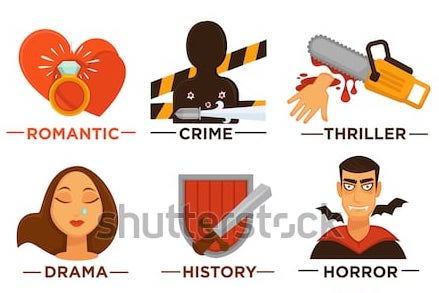 ROMANTIC
CRIME
THRILLER
shutterstock
DRAMA
HISTORY
HORROR